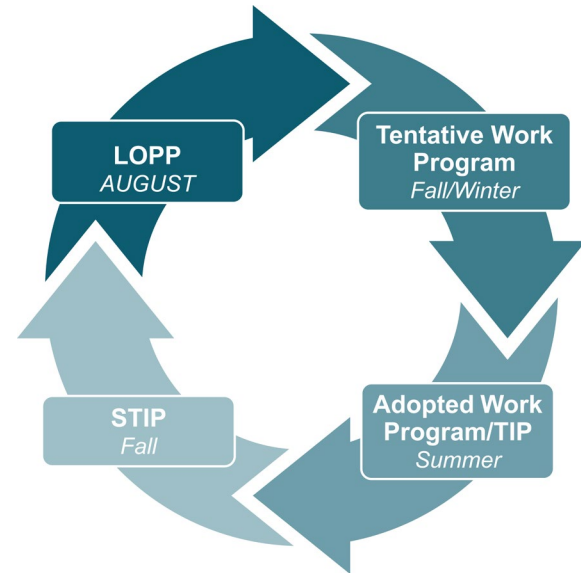 LOPP
AUGUST
Tentative Work
Program
Fall/Winter
Adopted Work
Program/TIP
Summer
STIP
Fall